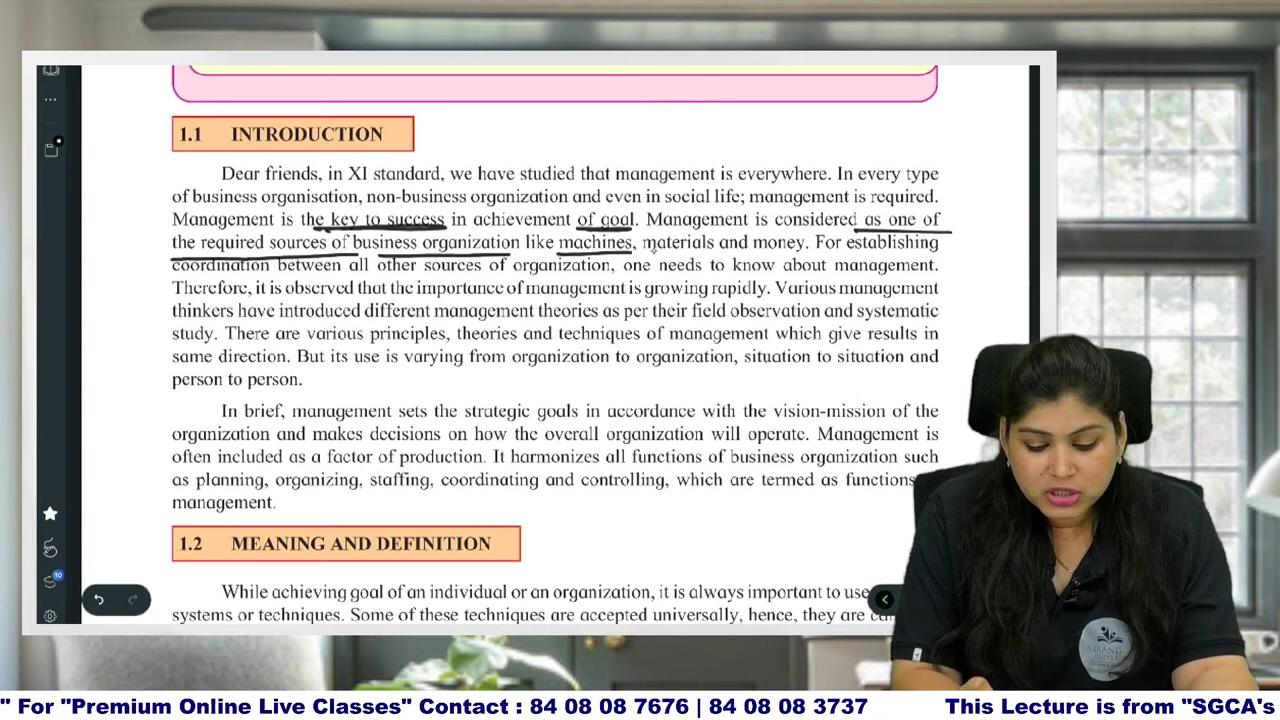 1.1 INTRODUCTION
Dear friends, in XI standard, we have studied that management is everywhere. In every type
of business organisation, non-business organization and even in social life; management is required.
Management is the key to success in achievement of goal. Management is considered as one of
the required sources of business organization like machines, materials and money. For establishing
coordination between all other sources of organization, one needs to know about management.
Therefore, it is observed that the importance of management is growing rapidly. Various management
thinkers have introduced different management theories as per their field observation and systematic
study. There are various principles, theories and techniques of management which give results in
same direction. But its use is varying from organization to organization, situation to situation and
person to person.
In brief, management sets the strategic goals in accordance with the vision-mission of the
organization and makes decisions on how the overall organization will operate. Management is
often included as a factor of production. It harmonizes all functions of business organization such
as planning, organizing, staffing, coordinating and controlling, which are termed as functions
management.
1.2 MEANING AND DEFINITION
While achieving goal of an individual or an organization, it is always important to use
systems or techniques. Some of these techniques are accepted universally, hence, they are
10
SARANG
" For "Premium Online Live Classes" Contact : 84 08 08 7676 | 84 08 08 3737 This Lecture is from "SGCA's